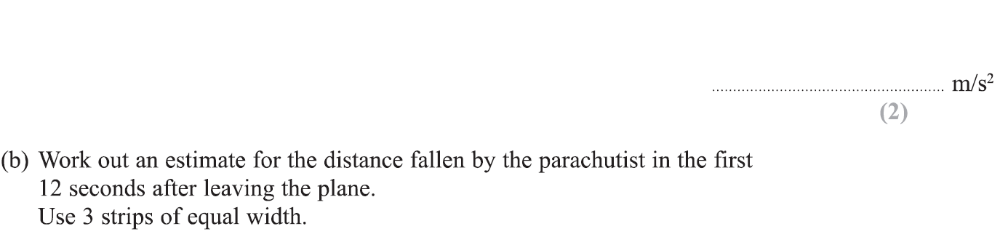 .......................................................  m/s²
(2)
(b) Work out an estimate for the distance fallen by the parachutist in the first
12 seconds after leaving the plane.
Use 3 strips of equal width.